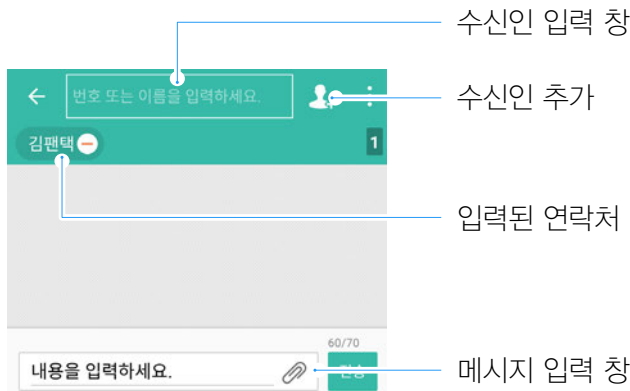 수신인 입력 창
번호 또는 이름을 입력하세요.
수신인 추가
김팬택
1
입력된 연락처
60/70
내용을 입력하세요.
전송
메시지 입력 창